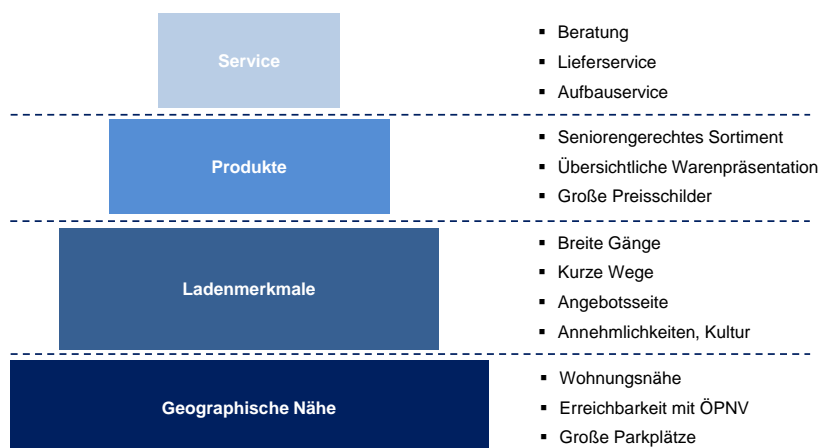 Service
▪ Beratung
▪ Lieferservice
▪ Aufbauservice
Produkte
▪ Seniorengerechtes Sortiment
▪ Übersichtliche Warenpräsentation
▪ Große Preisschilder
Ladenmerkmale
▪ Breite Gänge
▪ Kurze Wege
▪ Angebotsseite
▪ Annehmlichkeiten, Kultur
Geographische Nähe
▪ Wohnungsnähe
▪ Erreichbarkeit mit ÖPNV
▪ Große Parkplätze